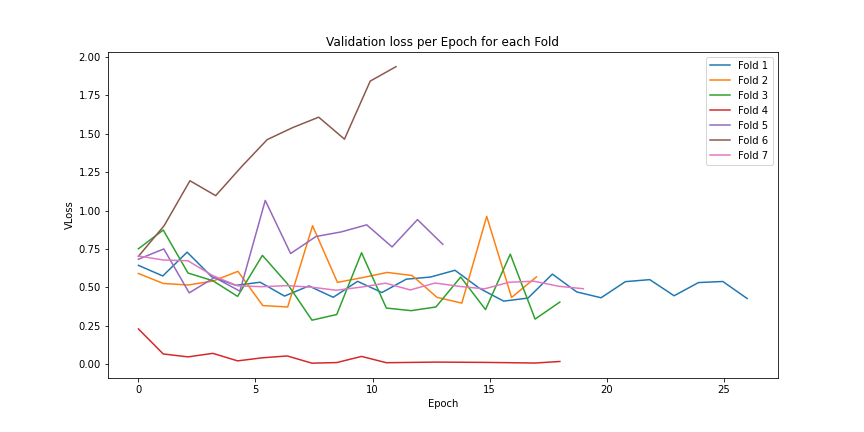 Validation loss per Epoch for each Fold
2.00
1.75
1.50
1.25
1.00
0.75
0.50
0.25
0.00
VLoss
0 5 10 15 20 25
Epoch
Fold 1
Fold 2
Fold 3
Fold 4
Fold 5
Fold 6
Fold 7